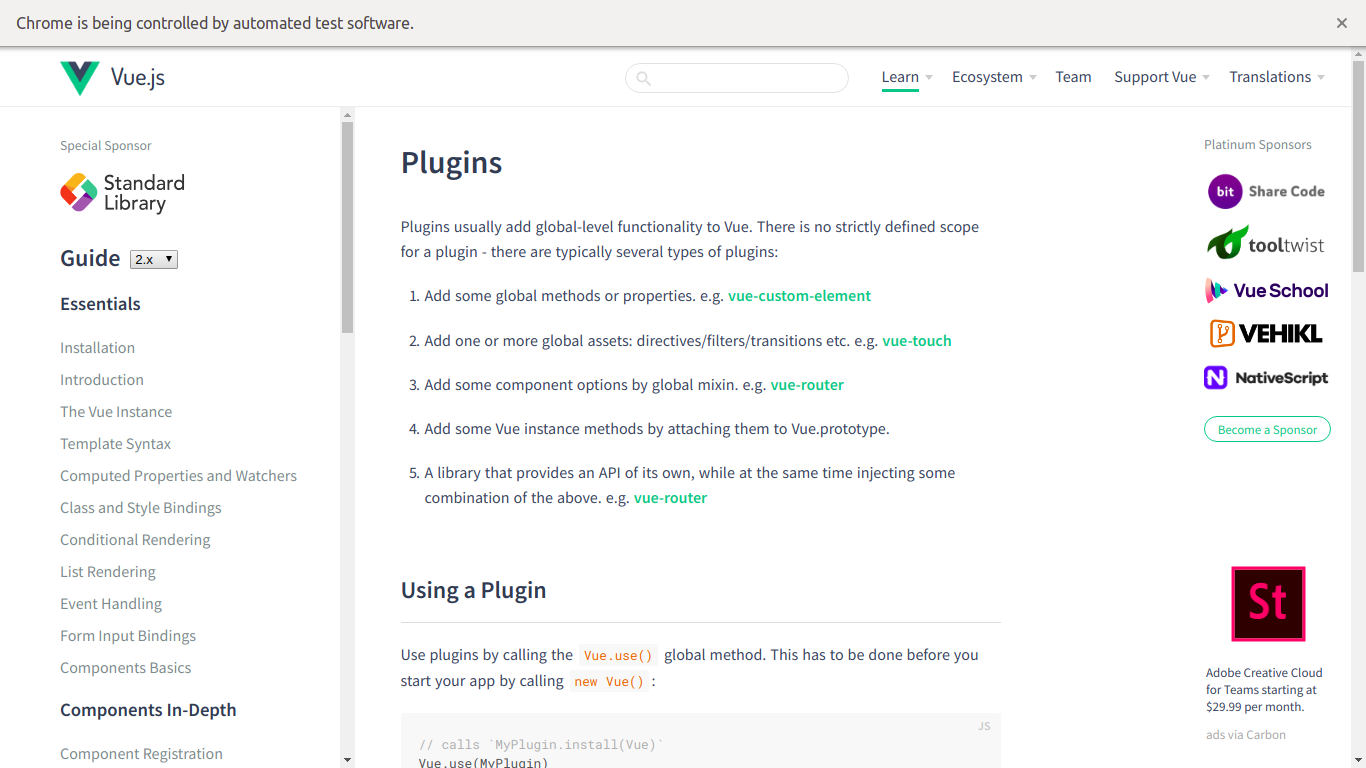 Chrome is being controlled by automated test software.
Vue.js
Learn
Ecosystem
Team
Support Vue
Translations
Special Sponsor
Standard
Library
Guide 2.x
Essentials
Installation
Introduction
The Vue Instance
Template Syntax
Computed Properties and Watchers
Class and Style Bindings
Conditional Rendering
List Rendering
Event Handling
Form Input Bindings
Components Basics
Components In-Depth
Component Registration
Plugins
Plugins usually add global-level functionality to Vue. There is no strictly defined scope
for a plugin - there are typically several types of plugins:
1. Add some global methods or properties. e.g. vue-custom-element
2. Add one or more global assets: directives/filters/transitions etc. e.g. vue-touch
3. Add some component options by global mixin. e.g. vue-router
4. Add some Vue instance methods by attaching them to Vue.prototype.
5. A library that provides an API of its own, while at the same time injecting some
combination of the above. e.g. vue-router
Using a Plugin
Use plugins by calling the Vue.use() global method. This has to be done before you
start your app by calling new Vue() :
JS
// calls `MyPlugin.install(Vue)`
Vue.use(MyPlugin)
Platinum Sponsors
bit Share Code
tooltwist
Vue School
VEHIKL
NativeScript
Become a Sponsor
St
Adobe Creative Cloud
for Teams starting at
$29.99 per month.
ads via Carbon